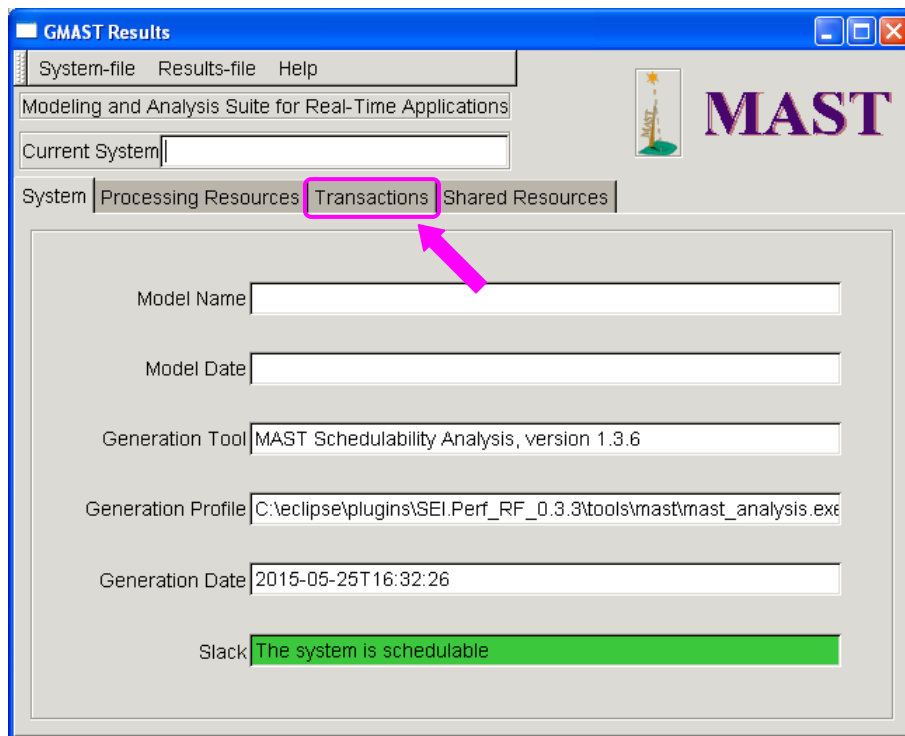 GMAST Results
System-file Results-file Help
Modeling and Analysis Suite for Real-Time Applications
MAST
MAST
Current System
System Processing Resources Transactions Shared Resources
Model Name
Model Date
Generation Tool MAST Schedulability Analysis, version 1.3.6
Generation Profile C:\eclipse\plugins\SEI.Perf_RF_0.3.3\tools\mast\mast_analysis.exe
Generation Date 2015-05-25T16:32:26
Slack The system is schedulable